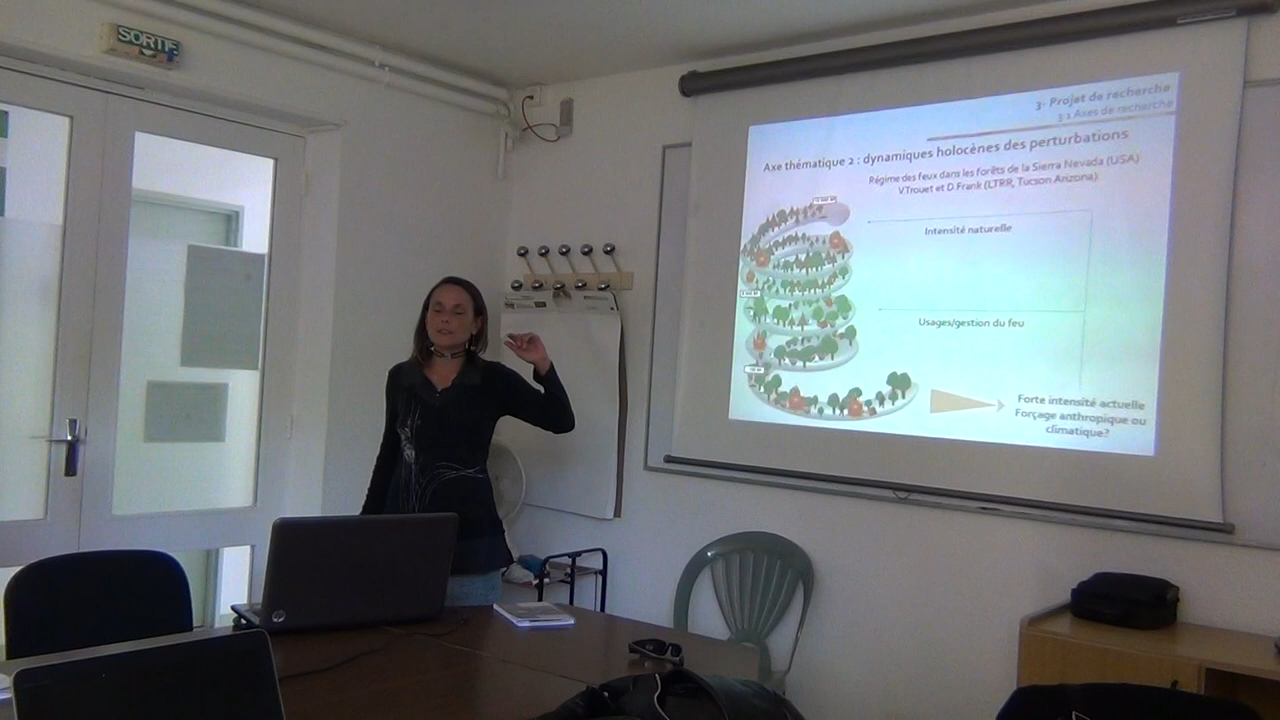 SORTIE
3- Projet de recherche
3.1 Axes de recherche
Axe thématique 2 : dynamiques holocènes des perturbations
Régime des feux dans les forêts de la Sierra Nevada (USA)
V.Trouet et D.Frank (LTRR, Tucson Arizona)
Intensité naturelle
Usages/gestion du feu
Forte intensité actuelle
Forçage anthropique ou
climatique?
hp